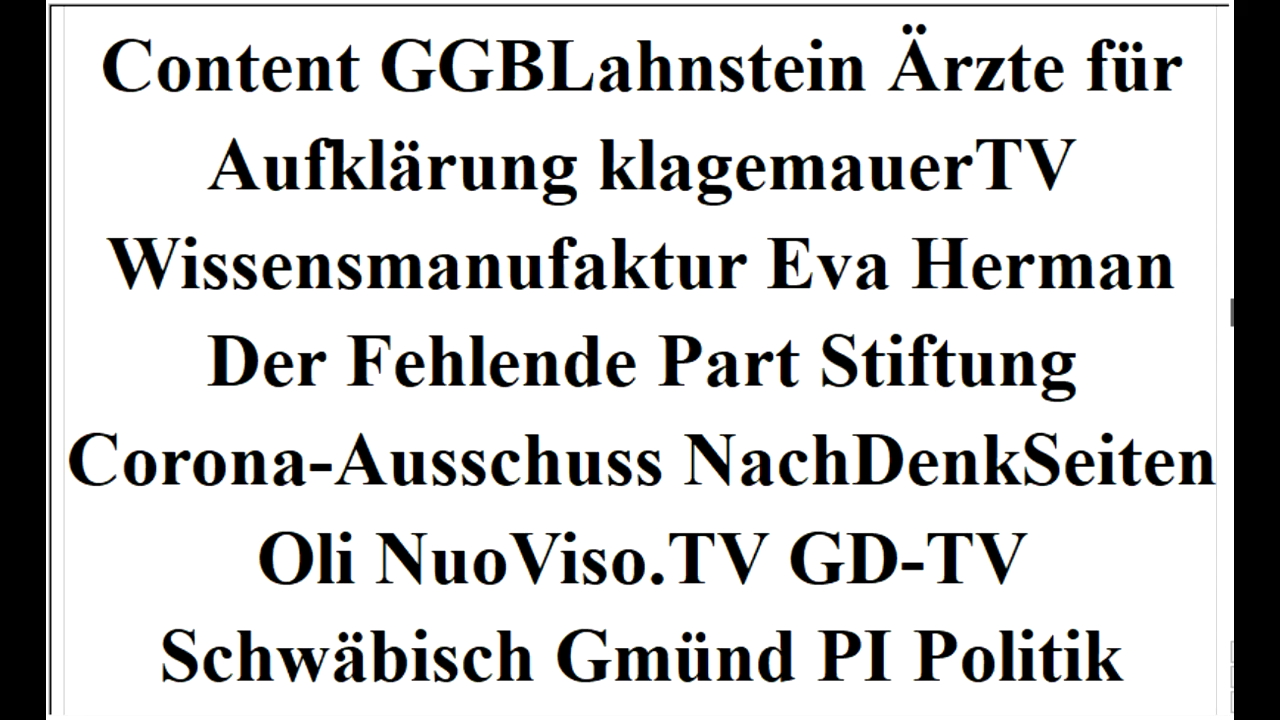 Content GGBLahnstein Ärzte für
Aufklärung klagemauerTV
Wissensmanufaktur Eva Herman
Der Fehlende Part Stiftung
Corona-Ausschuss NachDenkSeiten
Oli NuoViso.TV GD-TV
Schwäbisch Gmünd PI Politik